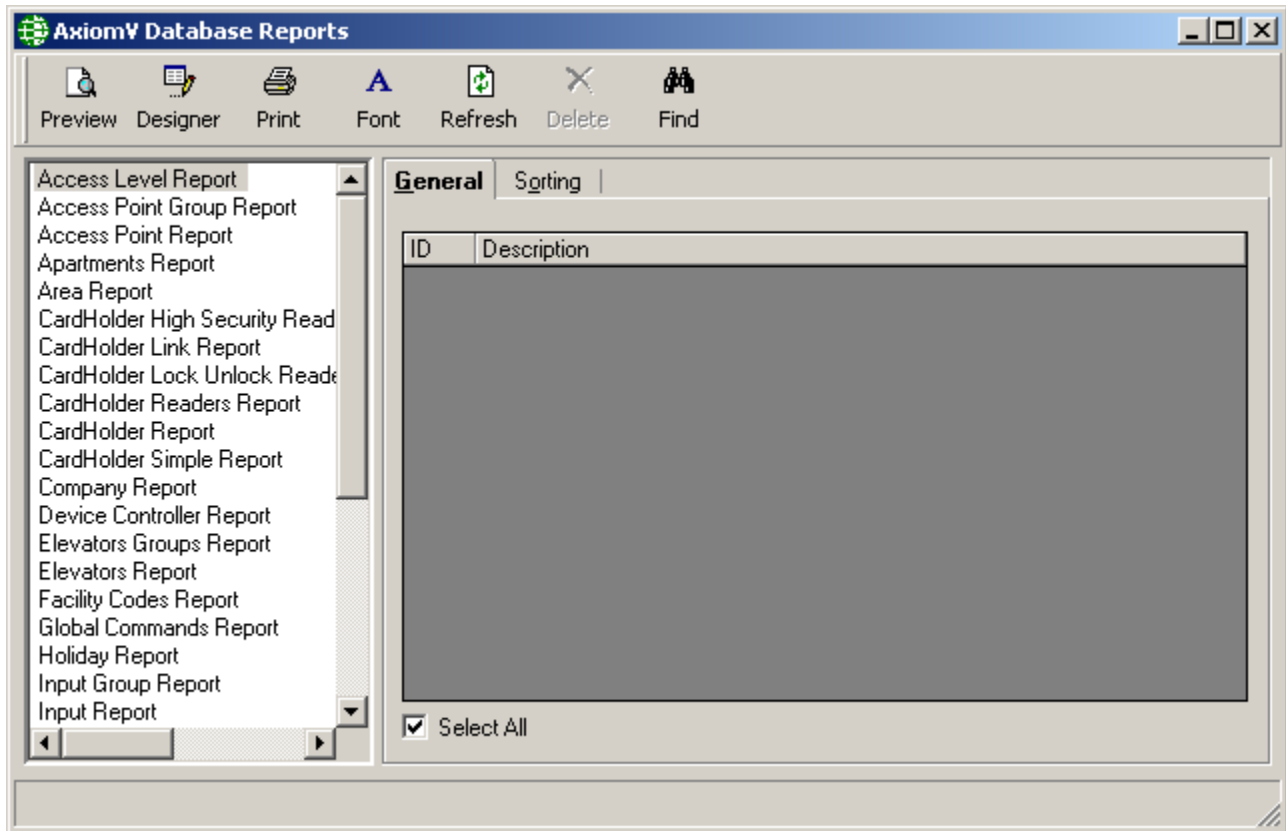 AxiomV Database Reports
Preview Designer Print Font Refresh Delete Find
Access Level Report
Access Point Group Report
Access Point Report
Apartments Report
Area Report
CardHolder High Security Read
CardHolder Link Report
CardHolder Lock Unlock Reade
CardHolder Readers Report
CardHolder Report
CardHolder Simple Report
Company Report
Device Controller Report
Elevators Groups Report
Elevators Report
Facility Codes Report
Global Commands Report
Holiday Report
Input Group Report
Input Report
General Sorting
ID Description
Select All